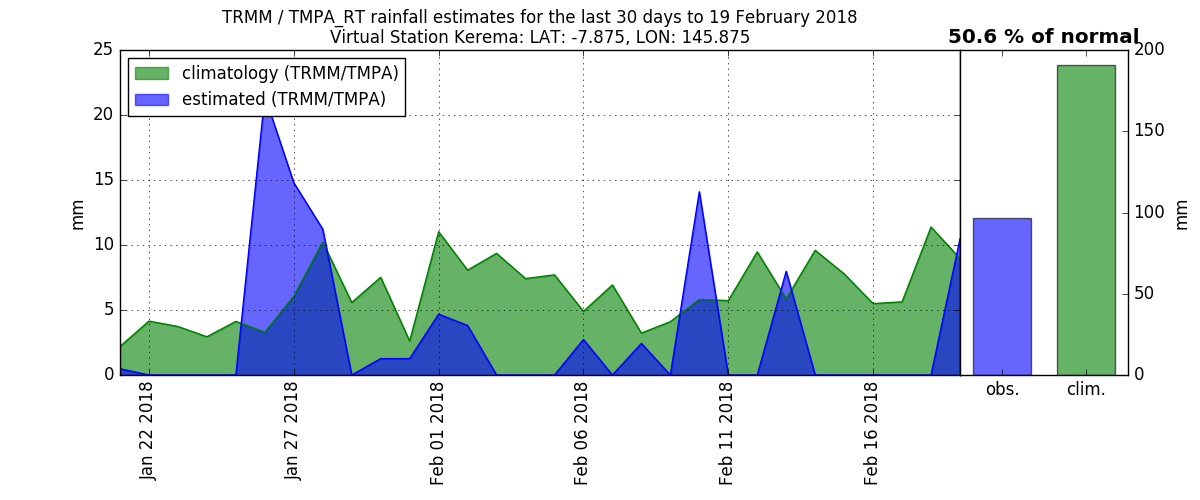 TRMM / TMPA_RT rainfall estimates for the last 30 days to 19 February 2018
Virtual Station Kerema: LAT: -7.875, LON: 145.875
50.6 % of normal
climatology (TRMM/TMPA)
estimated (TRMM/TMPA)
25
20
15
10
5
0
mm
Jan 22 2018
Jan 27 2018
Feb 01 2018
Feb 06 2018
Feb 11 2018
Feb 16 2018
200
150
100
50
0
mm
obs.
clim.